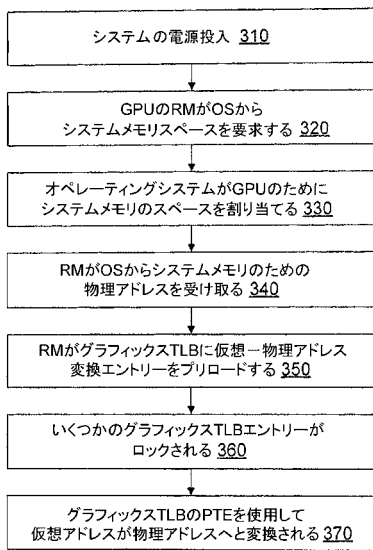 システムの電源投入 310
GPUのRMがOSから
システムメモリスペースを要求する 320
オペレーティングシステムがGPUのために
システムメモリのスペースを割り当てる 330
RMがOSからシステムメモリのための
物理アドレスを受け取る 340
RMがグラフィックスTLBに仮想－物理アドレス
変換エントリーをプリロードする 350
いくつかのグラフィックスTLBエントリーが
ロックされる 360
グラフィックスTLBのPTEを使用して
仮想アドレスが物理アドレスへと変換される 370